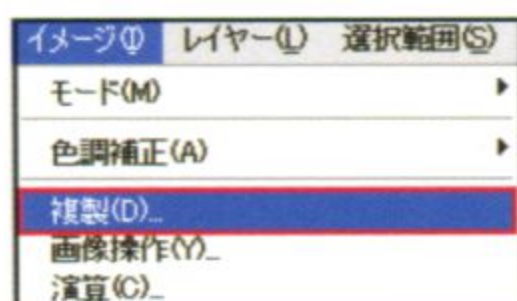 イメージ(I) レイヤー(L) 選択範囲(S)
モード(M)
色調補正(A)
複製(D)...
画像操作(Y)...
演算(C)...